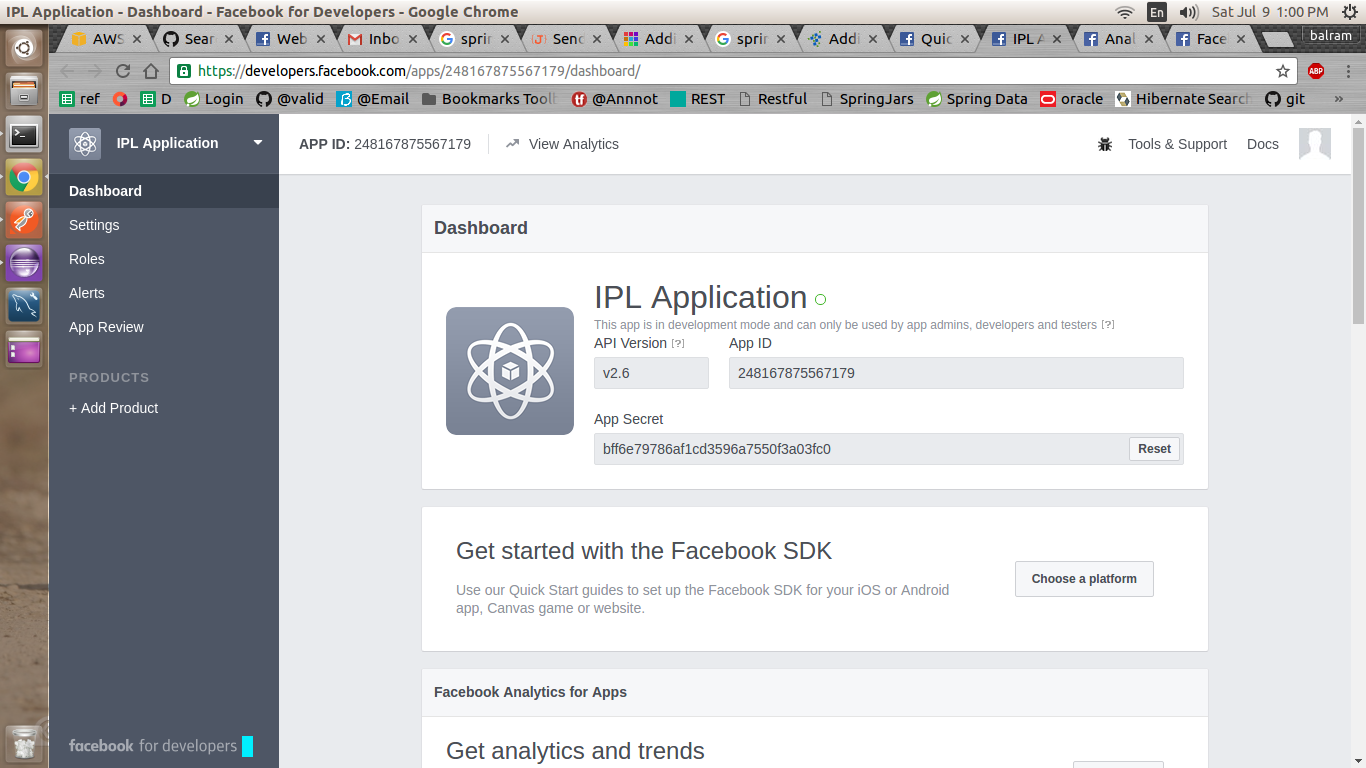 IPL Application - Dashboard - Facebook for Developers - Google Chrome
En Sat Jul 9 1:00 PM
AWS Sear Web Inbo sprin Send Addi sprin Addi Quic IPL A Anal Face balram
https://developers.facebook.com/apps/248167875567179/dashboard/ ABP
ref D Login @valid @Email Bookmarks Toolb @Annnot REST Restful SpringJars Spring Data oracle Hibernate Search git »
IPL Application
APP ID: 248167875567179 View Analytics Tools & Support Docs
Dashboard
Settings
Roles
Alerts
App Review
PRODUCTS
+ Add Product
facebook for developers
Dashboard
IPL Application
This app is in development mode and can only be used by app admins, developers and testers [?]
API Version [?] App ID
v2.6 248167875567179
App Secret
bff6e79786af1cd3596a7550f3a03fc0 Reset
Get started with the Facebook SDK
Use our Quick Start guides to set up the Facebook SDK for your iOS or Android
app, Canvas game or website.
Choose a platform
Facebook Analytics for Apps
Get analytics and trends